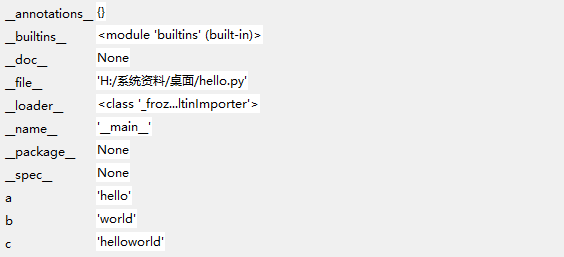 __annotations__ {}
__builtins__ <module 'builtins' (built-in)>
__doc__ None
__file__ 'H:/系统资料/桌面/hello.py'
__loader__ <class '_froz...ltinImporter'>
__name__ '__main__'
__package__ None
__spec__ None
a 'hello'
b 'world'
c 'helloworld'